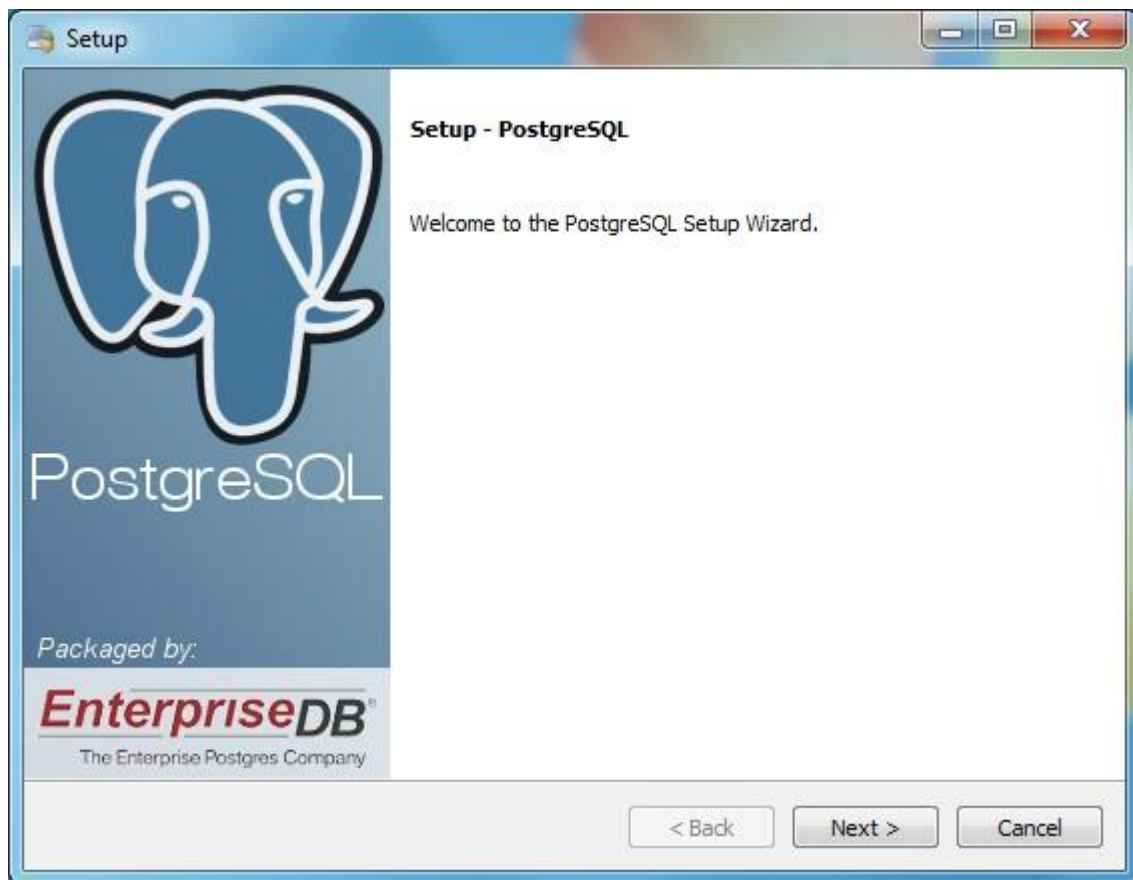 Setup
Setup - PostgreSQL
Welcome to the PostgreSQL Setup Wizard.
PostgreSQL
Packaged by:
EnterpriseDB®
The Enterprise Postgres Company
< Back
Next >
Cancel